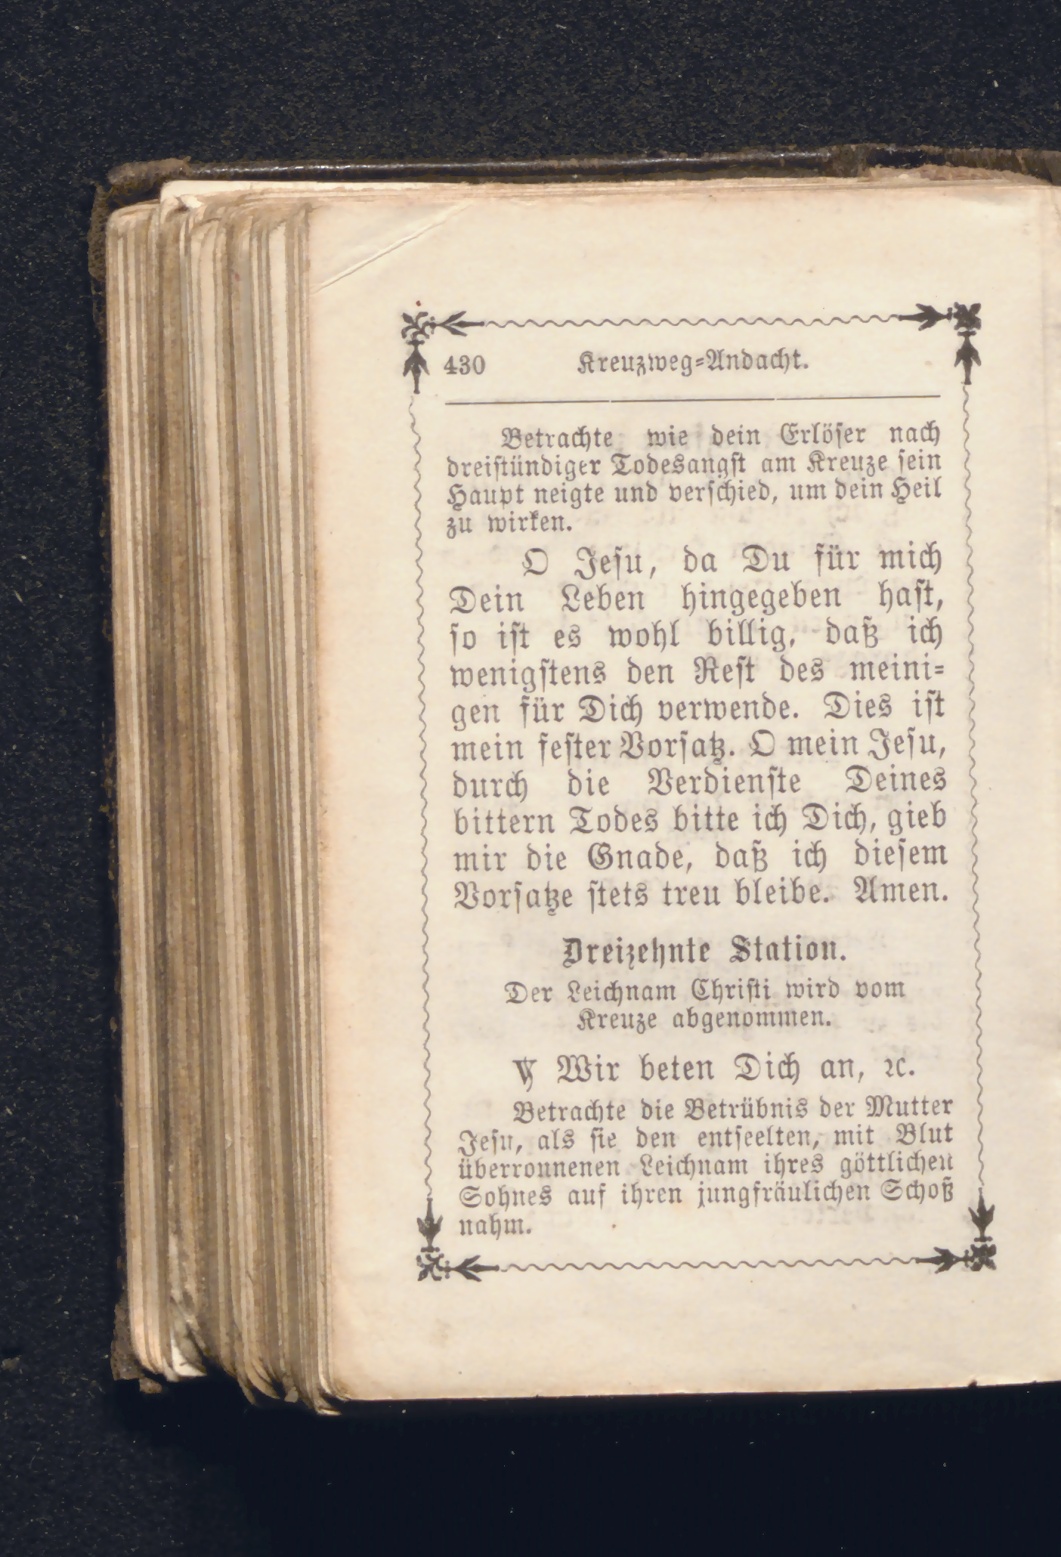 430 Kreuzweg=Andacht.
Betrachte wie dein Erlöser nach
dreistündiger Todesangst am Kreuze sein
Haupt neigte und verschied, um dein Heil
zu wirken.
O Jesu, da Du für mich
Dein Leben hingegeben hast,
so ist es wohl billig, daß ich
wenigstens den Rest des meini=
gen für Dich verwende. Dies ist
mein fester Vorsatz. O mein Jesu,
durch die Verdienste Deines
bittern Todes bitte ich Dich, gieb
mir die Gnade, daß ich diesem
Vorsatze stets treu bleibe. Amen.
Dreizehnte Station.
Der Leichnam Christi wird vom
Kreuze abgenommen.
℣ Wir beten Dich an, ꝛc.
Betrachte die Betrübnis der Mutter
Jesu, als sie den entseelten, mit Blut
überronnenen Leichnam ihres göttlichen
Sohnes auf ihren jungfräulichen Schoß
nahm.